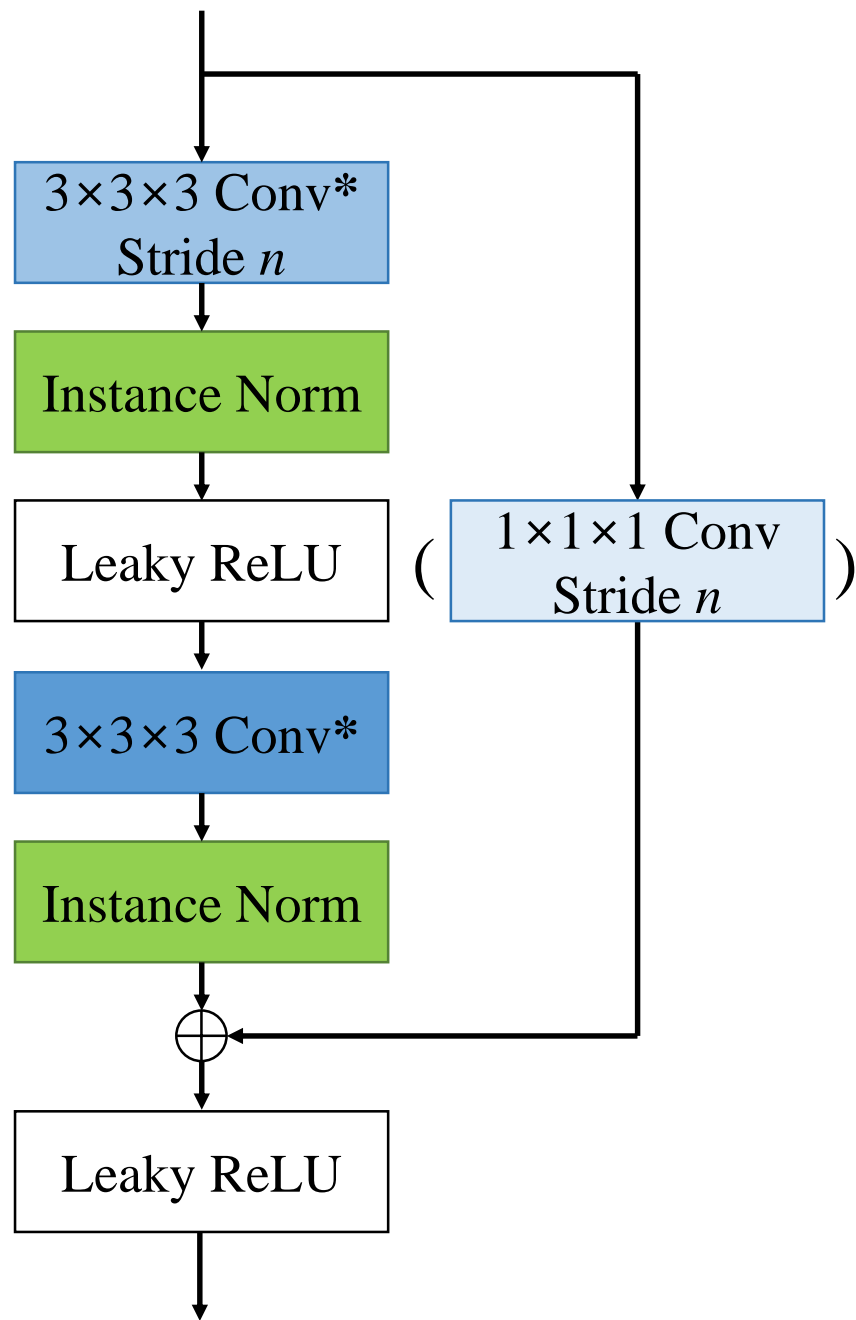 3×3×3 Conv*
Stride n
Instance Norm
Leaky ReLU
( 1×1×1 Conv )
Stride n
3×3×3 Conv*
Instance Norm
Leaky ReLU